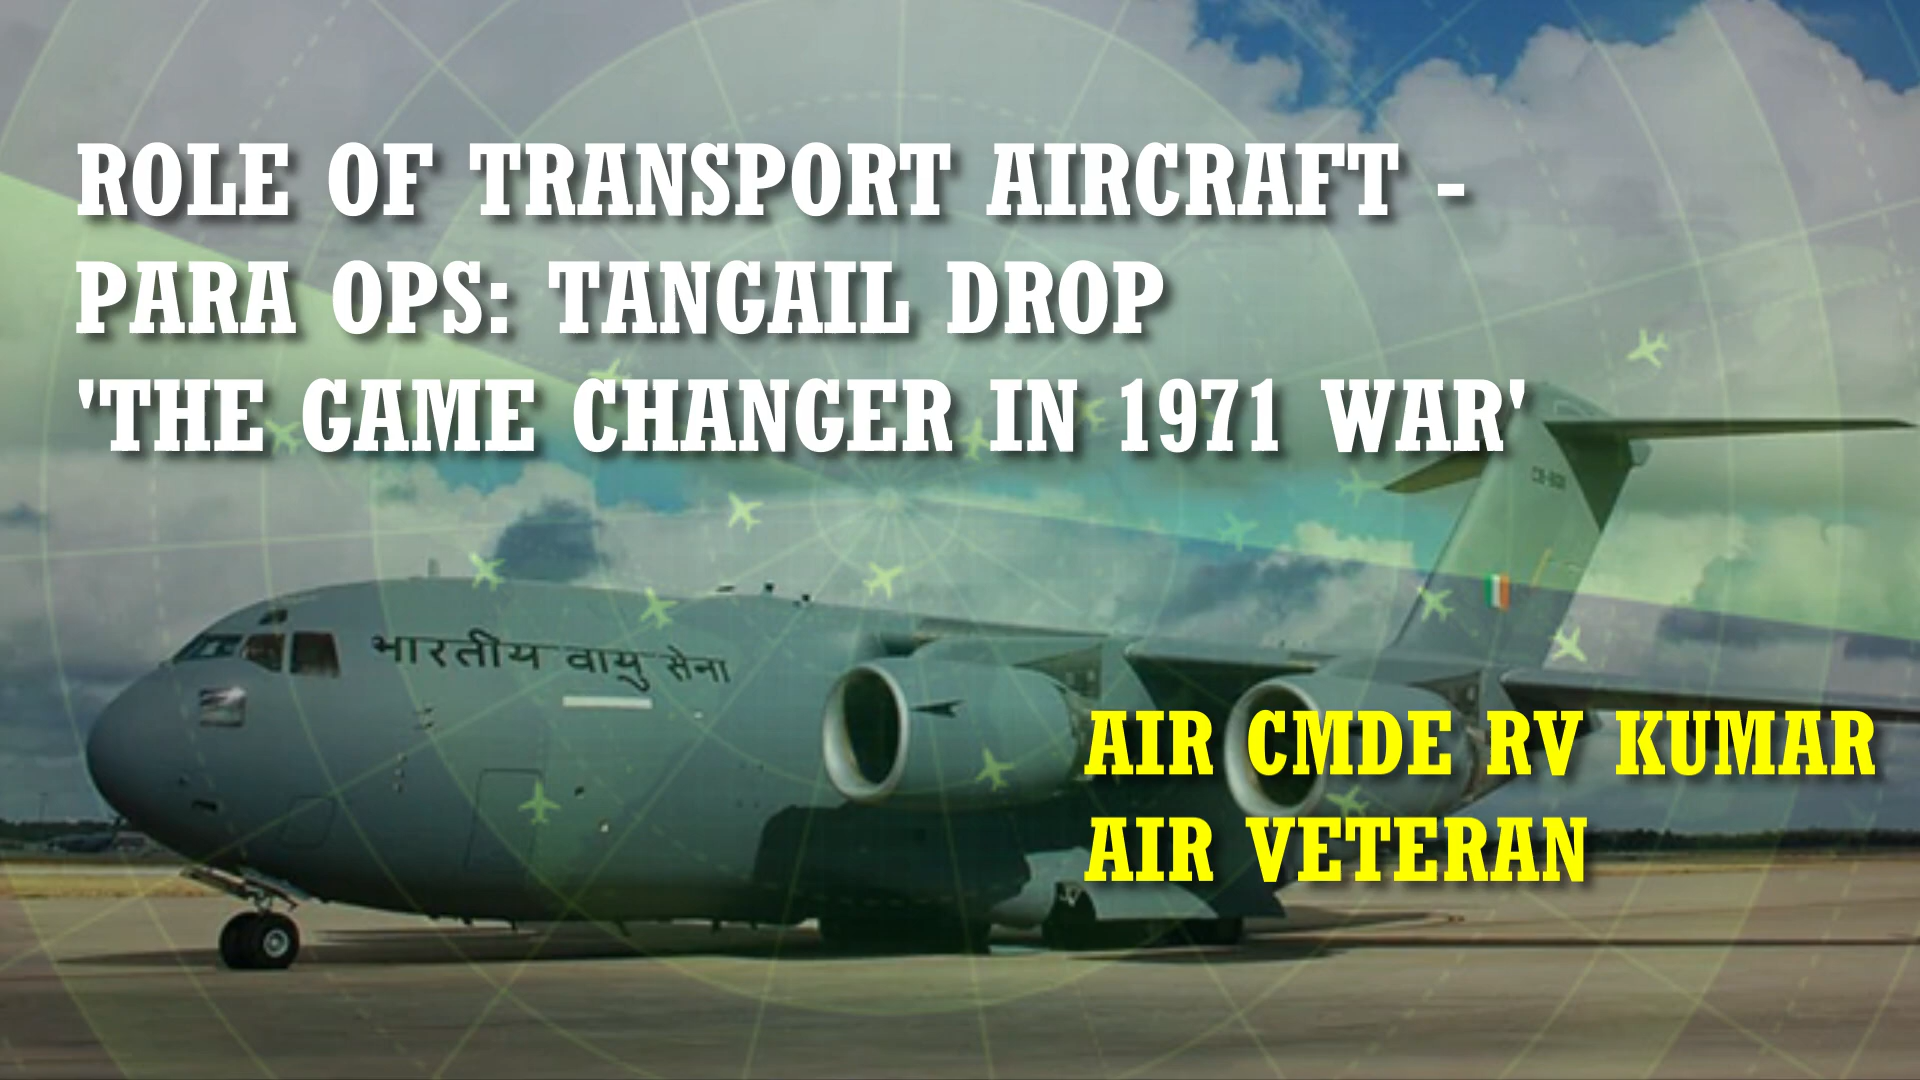 ROLE OF TRANSPORT AIRCRAFT -
PARA OPS: TANGAIL DROP
'THE GAME CHANGER IN 1971 WAR'
भारतीय वायु सेना
AIR CMDE RV KUMAR
AIR VETERAN